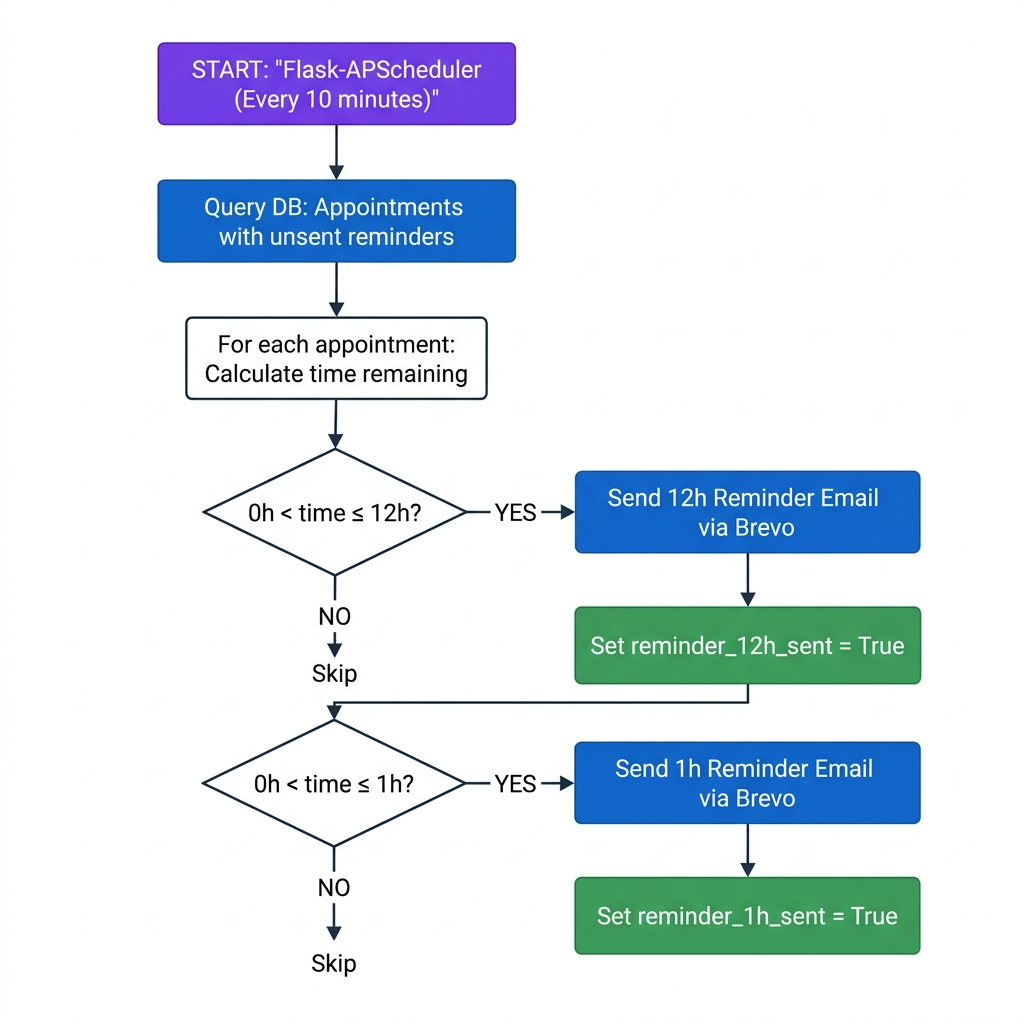 START: "Flask-APScheduler
(Every 10 minutes)"
Query DB: Appointments
with unsent reminders
For each appointment:
Calculate time remaining
0h < time ≤ 12h?
YES
Send 12h Reminder Email
via Brevo
NO
Set reminder_12h_sent = True
Skip
0h < time ≤ 1h?
YES
Send 1h Reminder Email
via Brevo
NO
Set reminder_1h_sent = True
Skip